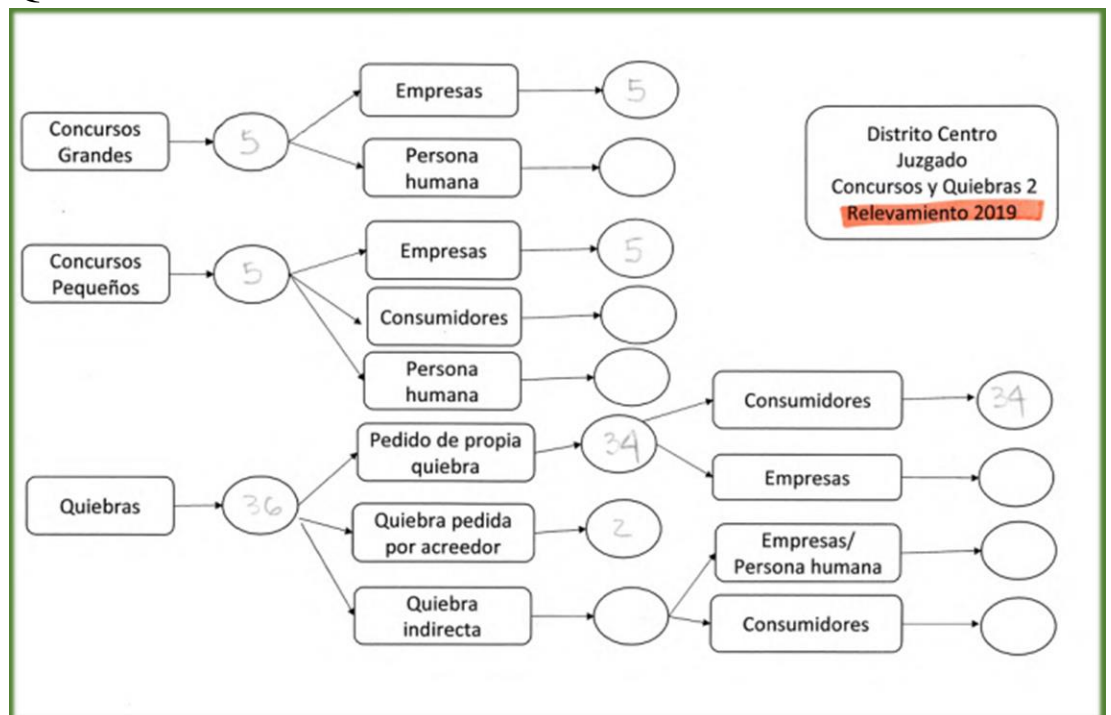 Distrito Centro
Juzgado
Concursos y Quiebras 2
Relevamiento 2019
Concursos
Grandes
5
Empresas
5
Persona
humana
Concursos
Pequeños
5
Empresas
5
Consumidores
Persona
humana
Quiebras
36
Pedido de propia
quiebra
34
Consumidores
34
Empresas
Quiebra pedida
por acreedor
2
Quiebra
indirecta
Empresas/
Persona humana
Consumidores